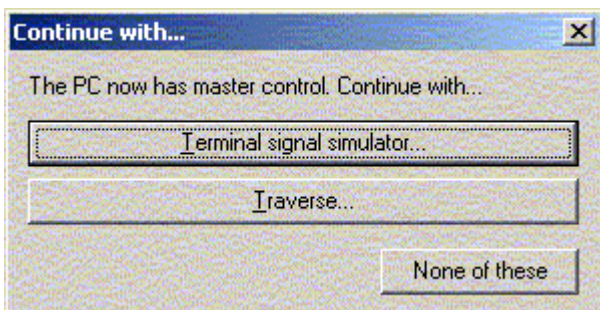 Continue with...
The PC now has master control. Continue with...
Terminal signal simulator...
Traverse...
None of these